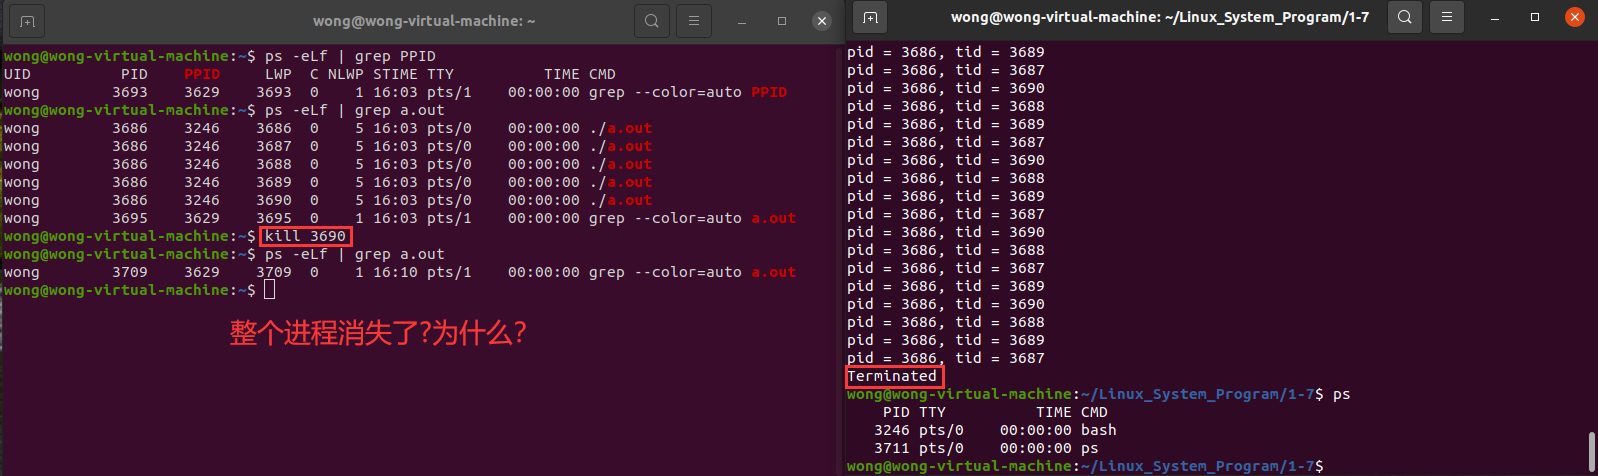 wong@wong-virtual-machine: ~
wong@wong-virtual-machine:~$ ps -eLf | grep PPID
UID          PID    PPID     LWP  C NLWP STIME TTY          TIME CMD
wong        3693    3629    3693  0    1 16:03 pts/1    00:00:00 grep --color=auto PPID
wong@wong-virtual-machine:~$ ps -eLf | grep a.out
wong        3686    3246    3686  0    5 16:03 pts/0    00:00:00 ./a.out
wong        3686    3246    3687  0    5 16:03 pts/0    00:00:00 ./a.out
wong        3686    3246    3688  0    5 16:03 pts/0    00:00:00 ./a.out
wong        3686    3246    3689  0    5 16:03 pts/0    00:00:00 ./a.out
wong        3686    3246    3690  0    5 16:03 pts/0    00:00:00 ./a.out
wong        3695    3629    3695  0    1 16:03 pts/1    00:00:00 grep --color=auto a.out
wong@wong-virtual-machine:~$ kill 3690
wong@wong-virtual-machine:~$ ps -eLf | grep a.out
wong        3709    3629    3709  0    1 16:10 pts/1    00:00:00 grep --color=auto a.out
wong@wong-virtual-machine:~$
整个进程消失了?为什么?
wong@wong-virtual-machine: ~/Linux_System_Program/1-7
pid = 3686, tid = 3689
pid = 3686, tid = 3687
pid = 3686, tid = 3690
pid = 3686, tid = 3688
pid = 3686, tid = 3689
pid = 3686, tid = 3687
pid = 3686, tid = 3690
pid = 3686, tid = 3688
pid = 3686, tid = 3689
pid = 3686, tid = 3687
pid = 3686, tid = 3690
pid = 3686, tid = 3688
pid = 3686, tid = 3687
pid = 3686, tid = 3689
pid = 3686, tid = 3690
pid = 3686, tid = 3688
pid = 3686, tid = 3689
pid = 3686, tid = 3687
Terminated
wong@wong-virtual-machine:~/Linux_System_Program/1-7$ ps
PID TTY          TIME CMD
3246 pts/0    00:00:00 bash
3711 pts/0    00:00:00 ps
wong@wong-virtual-machine:~/Linux_System_Program/1-7$